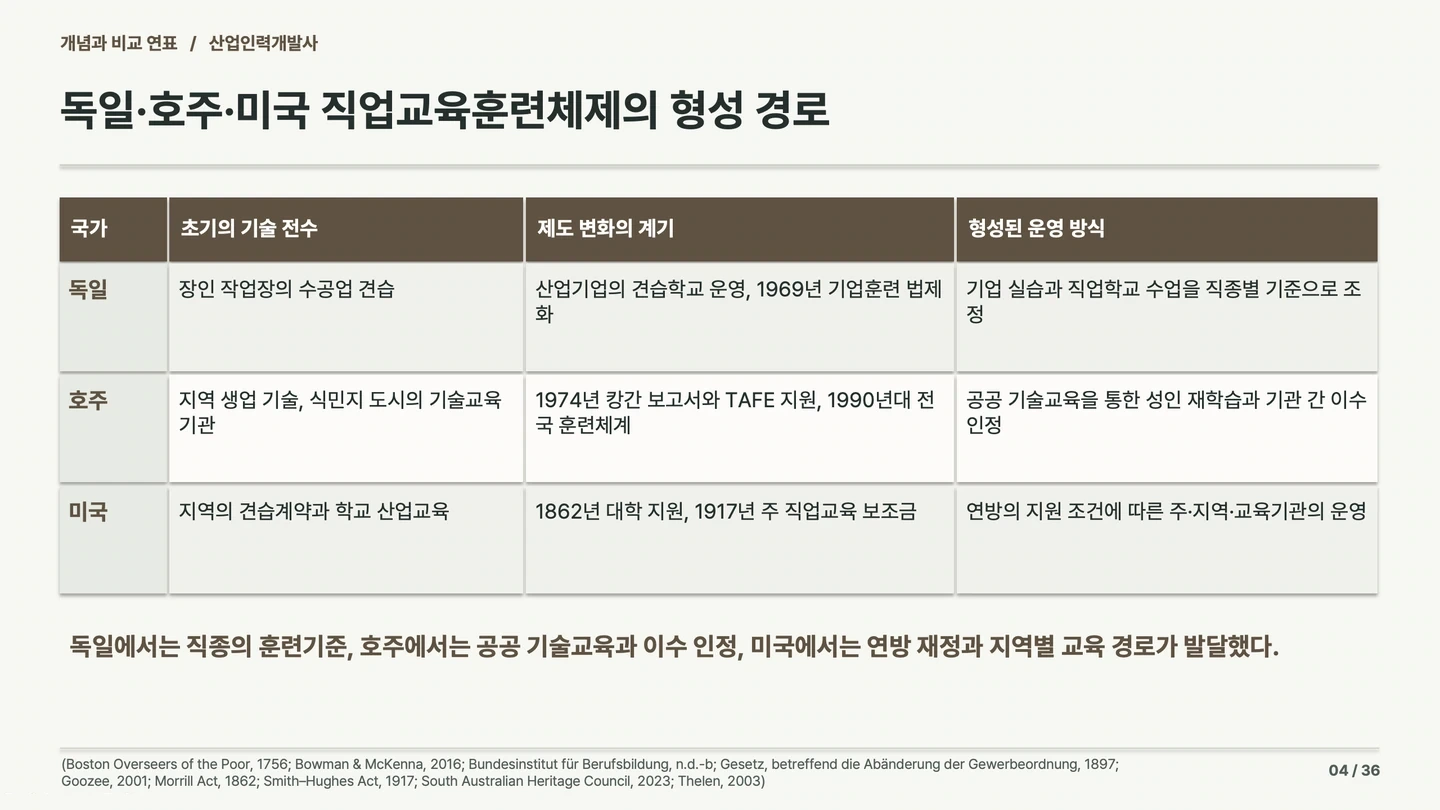 개념과 비교 연표 / 산업인력개발사
독일·호주·미국 직업교육훈련체제의 형성 경로
국가
초기의 기술 전수
제도 변화의 계기
형성된 운영 방식
독일
장인 작업장의 수공업 견습
산업기업의 견습학교 운영, 1969년 기업훈련 법제
화
기업 실습과 직업학교 수업을 직종별 기준으로 조
정
호주
지역 생업 기술, 식민지 도시의 기술교육
기관
1974년 캉간 보고서와 TAFE 지원, 1990년대 전
국 훈련체계
공공 기술교육을 통한 성인 재학습과 기관 간 이수
인정
미국
지역의 견습계약과 학교 산업교육
1862년 대학 지원, 1917년 주 직업교육 보조금
연방의 지원 조건에 따른 주·지역·교육기관의 운영
독일에서는 직종의 훈련기준, 호주에서는 공공 기술교육과 이수 인정, 미국에서는 연방 재정과 지역별 교육 경로가 발달했다.
(Boston Overseers of the Poor, 1756; Bowman & McKenna, 2016; Bundesinstitut für Berufsbildung, n.d.-b; Gesetz, betreffend die Abänderung der Gewerbeordnung, 1897;
Goozee, 2001; Morrill Act, 1862; Smith–Hughes Act, 1917; South Australian Heritage Council, 2023; Thelen, 2003)
04 / 36